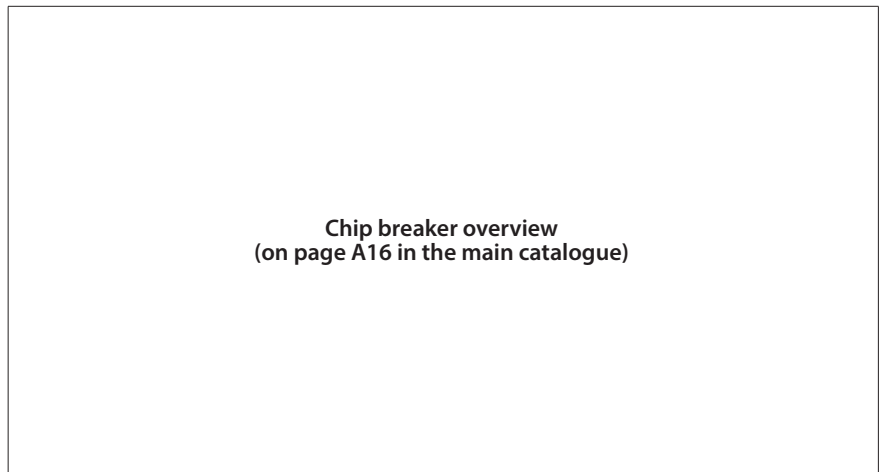 Chip breaker overview
(on page A16 in the main catalogue)